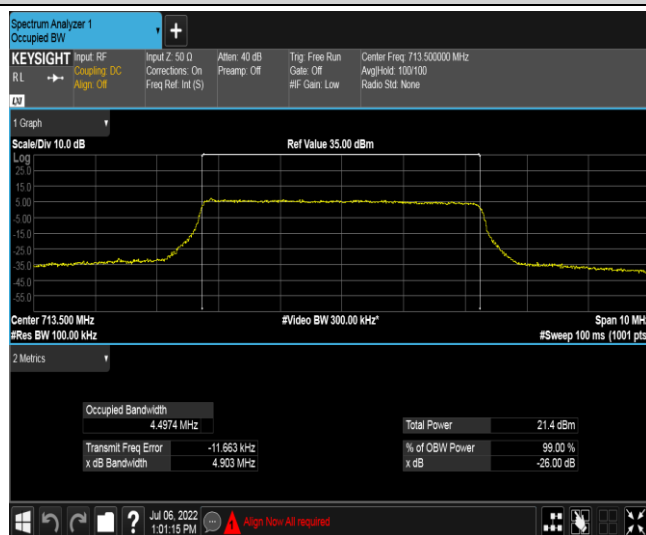 Spectrum Analyzer 1
Occupied BW
+
KEYSIGHT
RL
LXI
Input: RF
Coupling: DC
Align: Off
Input Z: 50 Ω
Corrections: On
Freq Ref: Int (S)
Atten: 40 dB
Preamp: Off
Trig: Free Run
Gate: Off
#IF Gain: Low
Center Freq: 713.500000 MHz
Avg|Hold: 100/100
Radio Std: None
1 Graph
Scale/Div 10.0 dB
Ref Value 35.00 dBm
Log
25.0
15.0
5.00
-5.00
-15.0
-25.0
-35.0
-45.0
-55.0
Center 713.500 MHz
#Video BW 300.00 kHz*
Span 10 MH
#Res BW 100.00 kHz
#Sweep 100 ms (1001 pts
2 Metrics
Occupied Bandwidth
4.4974 MHz
Total Power 21.4 dBm
Transmit Freq Error -11.663 kHz
% of OBW Power 99.00 %
x dB Bandwidth 4.903 MHz
x dB -26.00 dB
?
Jul 06, 2022
1:01:15 PM
Align Now All required